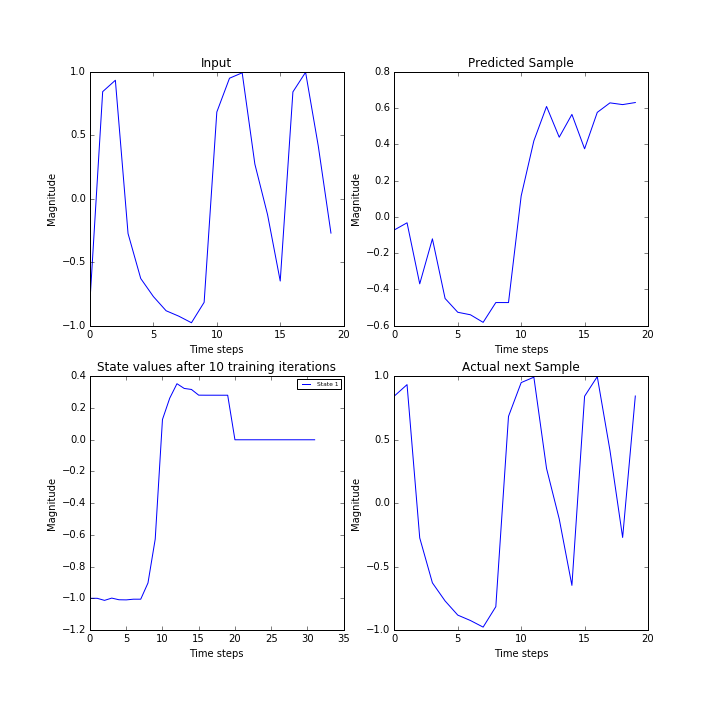 Input
1.0
0.5
0.0
−0.5
−1.0
Magnitude
0 5 10 15 20
Time steps
Predicted Sample
0.8
0.6
0.4
0.2
0.0
−0.2
−0.4
−0.6
Magnitude
0 5 10 15 20
Time steps
State values after 10 training iterations
0.4
0.2
0.0
−0.2
−0.4
−0.6
−0.8
−1.0
−1.2
Magnitude
State 1
0 5 10 15 20 25 30 35
Time steps
Actual next Sample
1.0
0.5
0.0
−0.5
−1.0
Magnitude
0 5 10 15 20
Time steps